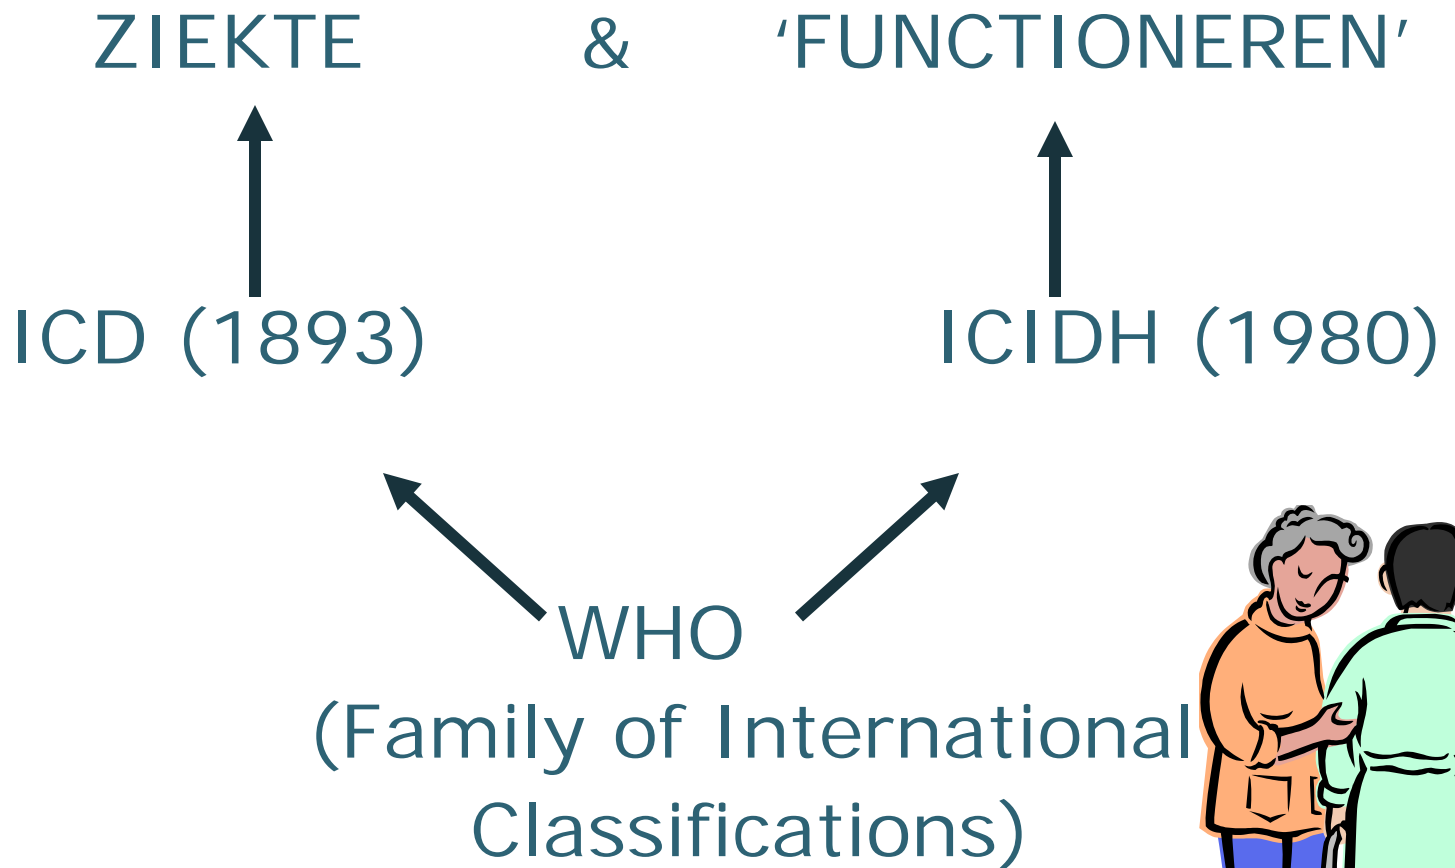 ZIEKTE & ‘FUNCTIONEREN’
ICD (1893) ICIDH (1980)
WHO
(Family of International
Classifications)